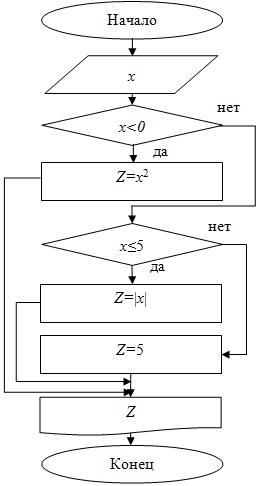 Начало
x
x<0
нет
да
Z=x²
x≤5
нет
да
Z=|x|
Z=5
Z
Конец